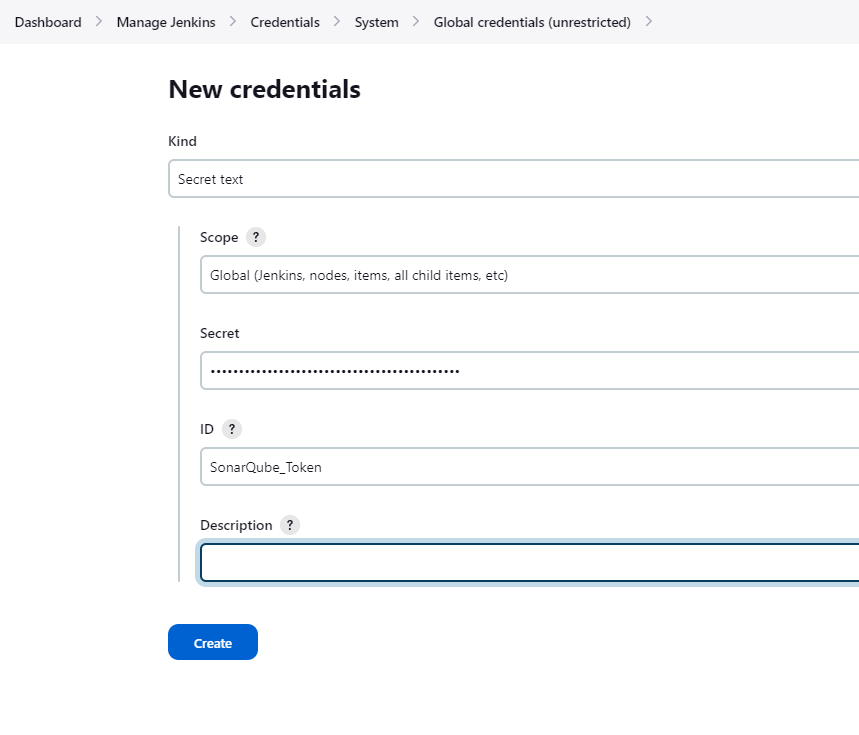 Dashboard > Manage Jenkins > Credentials > System > Global credentials (unrestricted) >
New credentials
Kind
Secret text
Scope ?
Global (Jenkins, nodes, items, all child items, etc)
Secret
••••••••••••••••••••••••••••••••••••••••••••
ID ?
SonarQube_Token
Description ?
Create